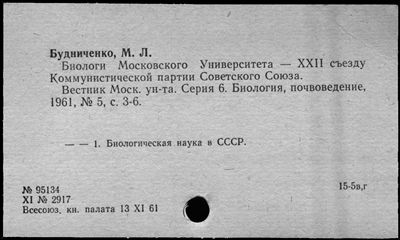 Будниченко, М. Л.
Биологи Московского Университета — XXII съезду
Коммунистической партии Советского Союза.
Вестник Моск. ун-та. Серия 6. Биология, почвоведение,
1961, № 5, с. 3-6.
— — 1. Биологическая наука в СССР.
№ 95134
XI № 2917
Всесоюз. кн. палата 13 XI 61
15-5в,г